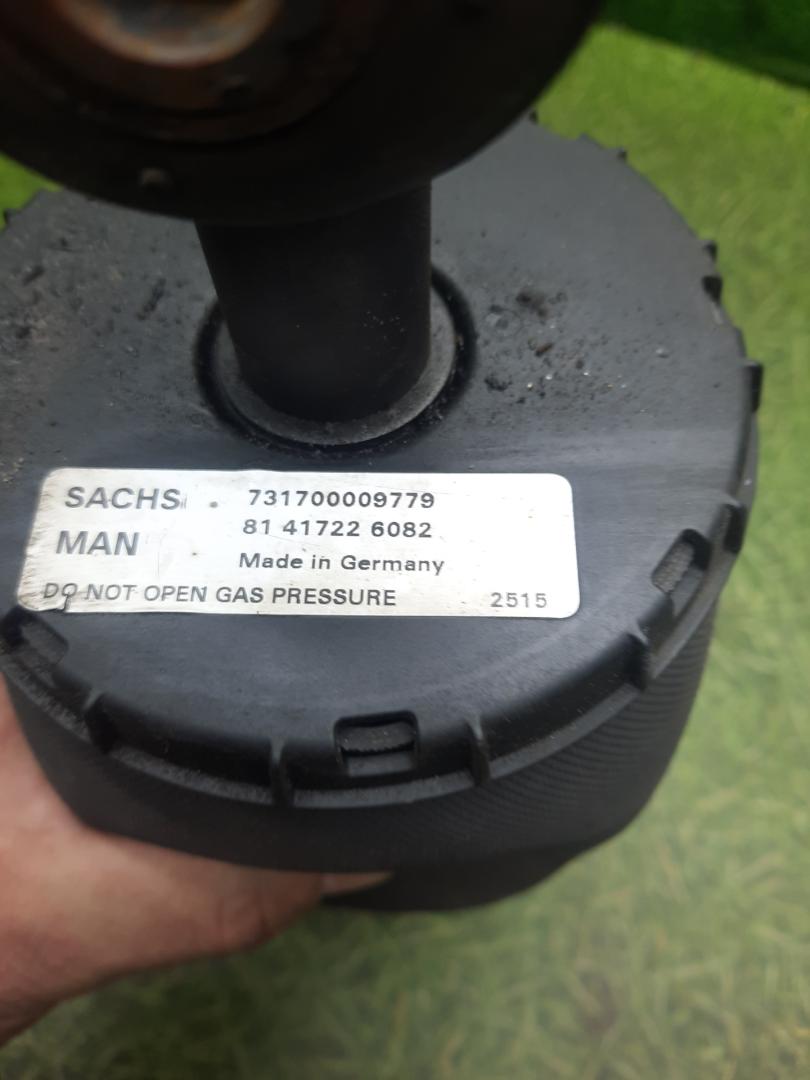 SACHS 731700009779
81 41722 6082
MAN
Made in Germany
DO NOT OPEN GAS PRESSURE 2515